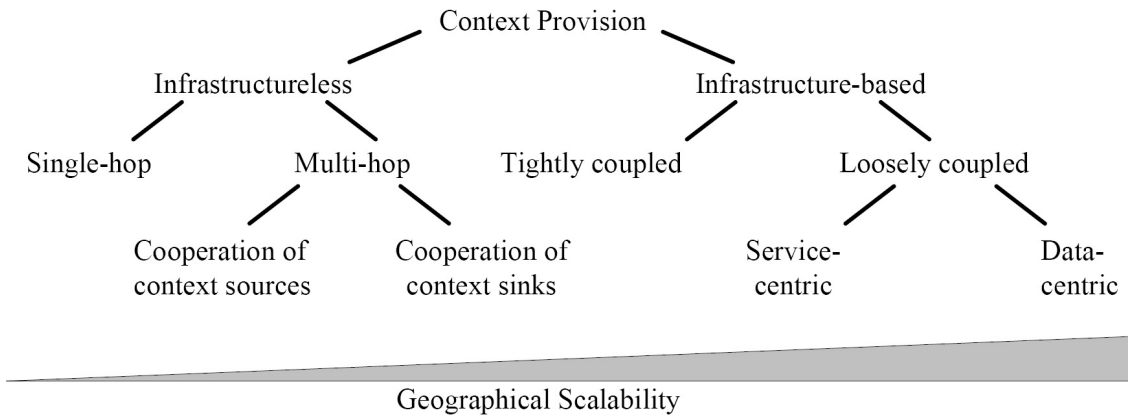 Context Provision
Infrastructureless
Infrastructure-based
Single-hop
Multi-hop
Tightly coupled
Loosely coupled
Cooperation of
context sources
Cooperation of
context sinks
Service-
centric
Data-
centric
Geographical Scalability